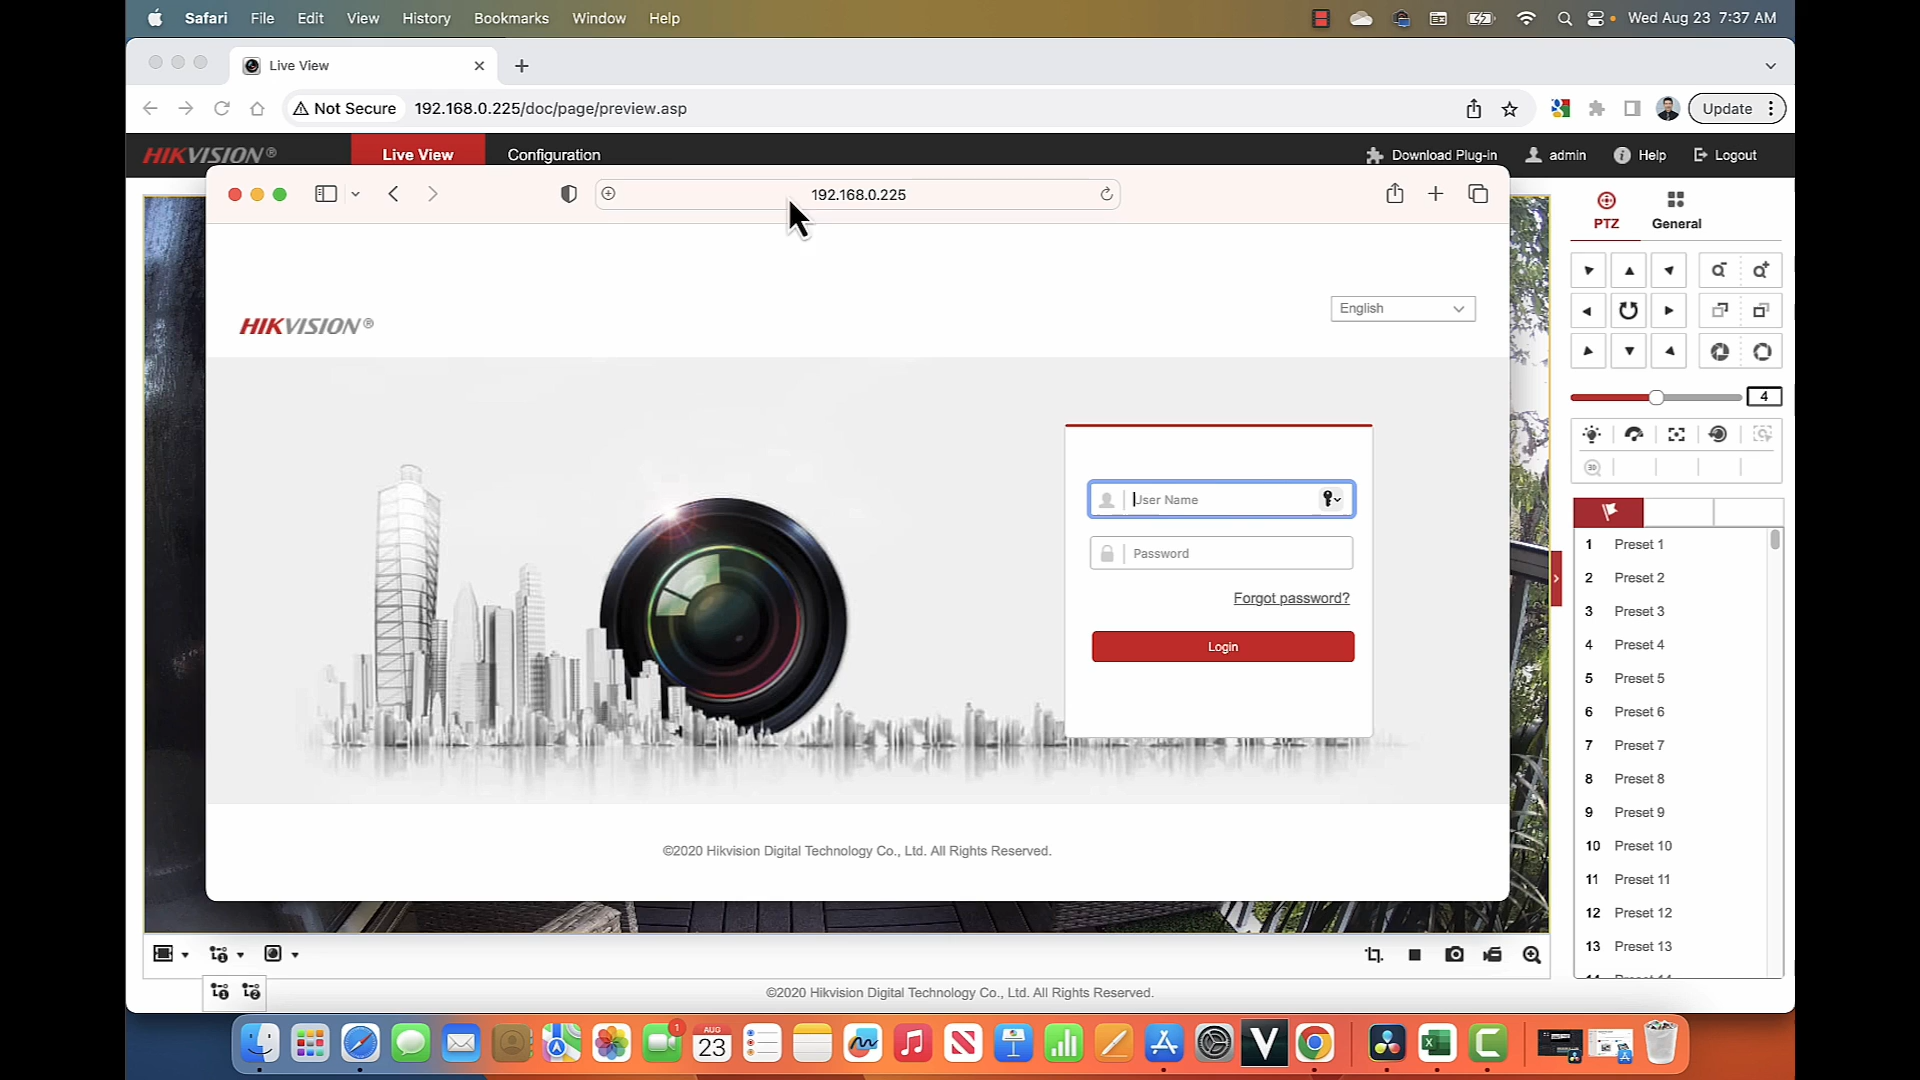 Safari File Edit View History Bookmarks Window Help Wed Aug 23 7:37 AM
Live View
Not Secure 192.168.0.225/doc/page/preview.asp Update
HIKVISION® Live View Configuration Download Plug-in admin Help Logout
192.168.0.225
PTZ General
English
HIKVISION®
4
User Name
Password
Forgot password?
Login
3D
1 Preset 1
2 Preset 2
3 Preset 3
4 Preset 4
5 Preset 5
6 Preset 6
7 Preset 7
8 Preset 8
9 Preset 9
10 Preset 10
11 Preset 11
12 Preset 12
13 Preset 13
©2020 Hikvision Digital Technology Co., Ltd. All Rights Reserved.
©2020 Hikvision Digital Technology Co., Ltd. All Rights Reserved.
1
AUG
23